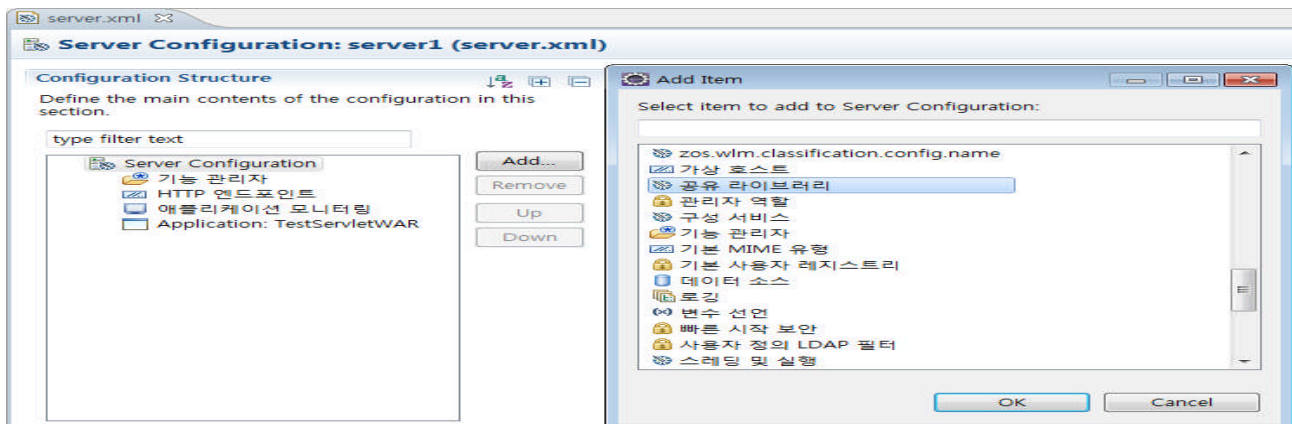 server.xml
Server Configuration: server1 (server.xml)
Configuration Structure
Define the main contents of the configuration in this
section.
type filter text
Server Configuration
기능 관리자
HTTP 엔드포인트
애플리케이션 모니터링
Application: TestServletWAR
Add...
Remove
Up
Down
Add Item
Select item to add to Server Configuration:
zos.wlm.classification.config.name
가상 호스트
공유 라이브러리
관리자 역할
구성 서비스
기능 관리자
기본 MIME 유형
기본 사용자 레지스트리
데이터 소스
로깅
변수 선언
빠른 시작 보안
사용자 정의 LDAP 필터
스레딩 및 실행
OK
Cancel